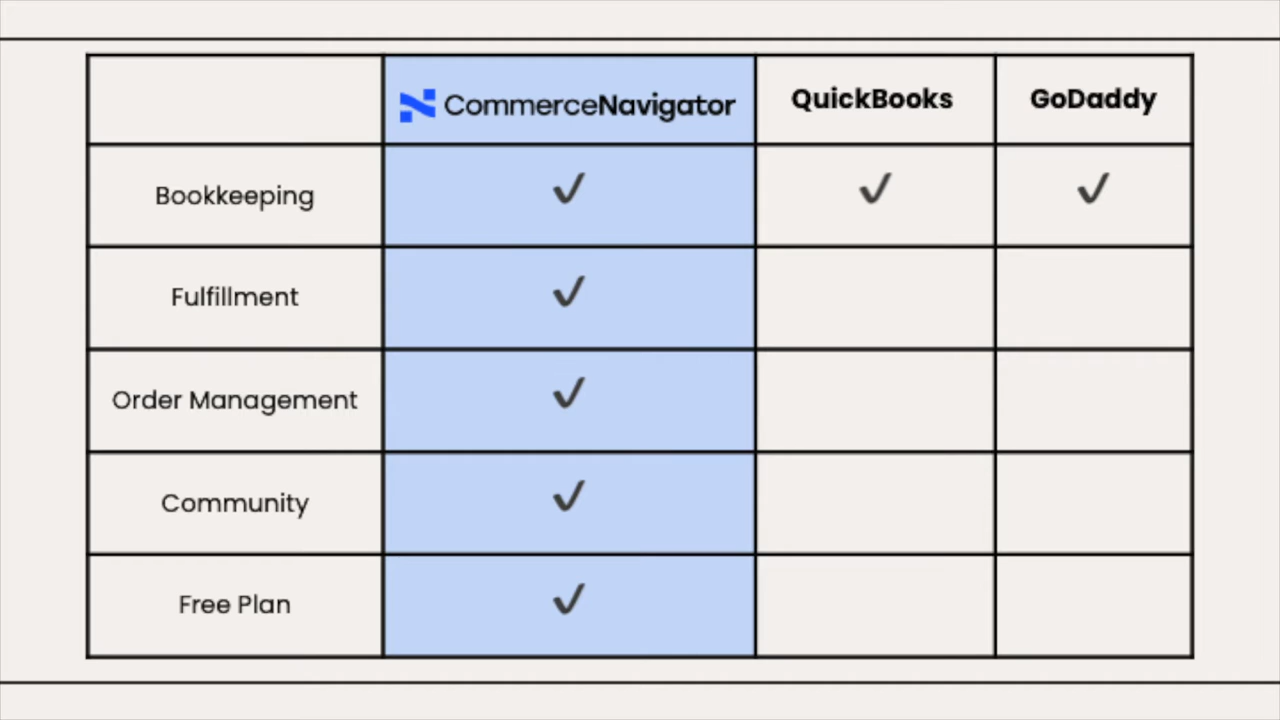 CommerceNavigator QuickBooks GoDaddy
Bookkeeping ✓ ✓ ✓
Fulfillment ✓
Order Management ✓
Community ✓
Free Plan ✓